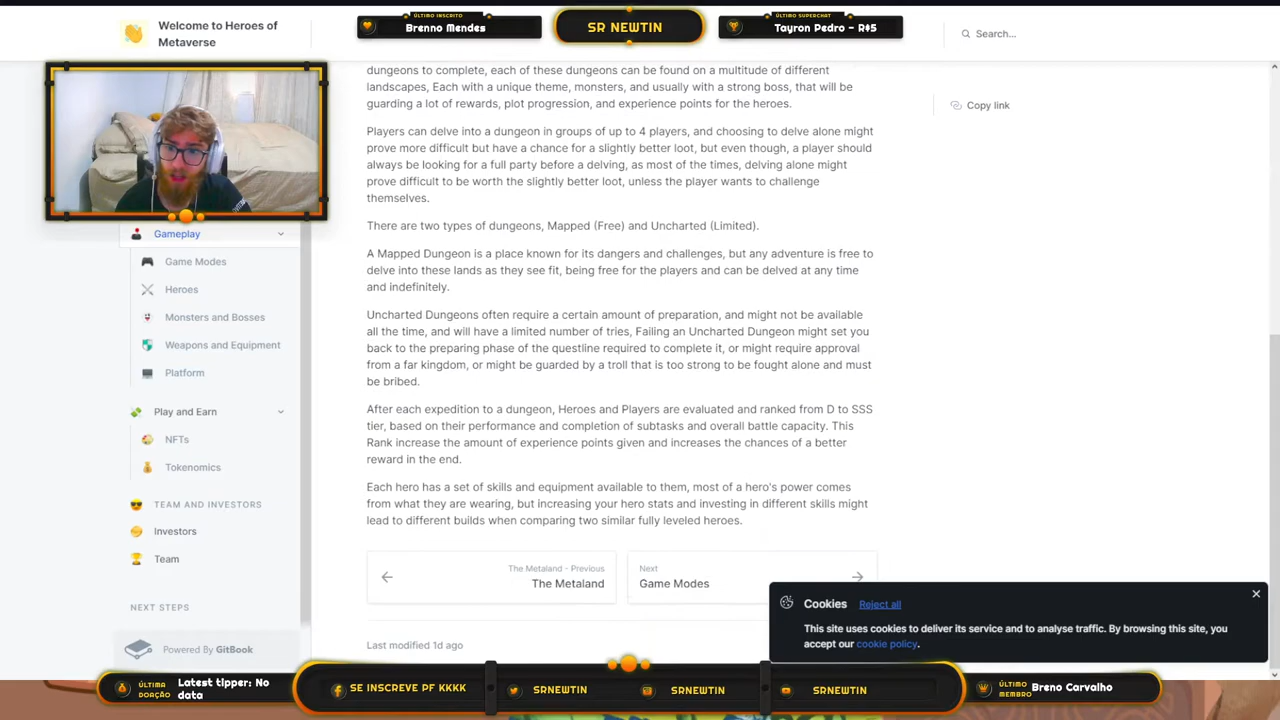 Welcome to Heroes of
Metaverse
ÚLTIMO INSCRITO
Brenno Mendes
SR NEWTIN
ÚLTIMO SUPERCHAT
Tayron Pedro - R$5
Search...
dungeons to complete, each of these dungeons can be found on a multitude of different
landscapes, Each with a unique theme, monsters, and usually with a strong boss, that will be
guarding a lot of rewards, plot progression, and experience points for the heroes.
Copy link
Players can delve into a dungeon in groups of up to 4 players, and choosing to delve alone might
prove more difficult but have a chance for a slightly better loot, but even though, a player should
always be looking for a full party before a delving, as most of the times, delving alone might
prove difficult to be worth the slightly better loot, unless the player wants to challenge
themselves.
There are two types of dungeons, Mapped (Free) and Uncharted (Limited).
A Mapped Dungeon is a place known for its dangers and challenges, but any adventure is free to
delve into these lands as they see fit, being free for the players and can be delved at any time
and indefinitely.
Uncharted Dungeons often require a certain amount of preparation, and might not be available
all the time, and will have a limited number of tries, Failing an Uncharted Dungeon might set you
back to the preparing phase of the questline required to complete it, or might require approval
from a far kingdom, or might be guarded by a troll that is too strong to be fought alone and must
be bribed.
After each expedition to a dungeon, Heroes and Players are evaluated and ranked from D to SSS
tier, based on their performance and completion of subtasks and overall battle capacity. This
Rank increase the amount of experience points given and increases the chances of a better
reward in the end.
Each hero has a set of skills and equipment available to them, most of a hero's power comes
from what they are wearing, but increasing your hero stats and investing in different skills might
lead to different builds when comparing two similar fully leveled heroes.
Gameplay
Game Modes
Heroes
Monsters and Bosses
Weapons and Equipment
Platform
Play and Earn
NFTs
Tokenomics
TEAM AND INVESTORS
Investors
Team
NEXT STEPS
Powered By GitBook
The Metaland - Previous
The Metaland
Next
Game Modes
Last modified 1d ago
Cookies
Reject all
This site uses cookies to deliver its service and to analyse traffic. By browsing this site, you
accept our cookie policy.
ÚLTIMA
DOAÇÃO
Latest tipper: No
data
SE INSCREVE PF KKKK
SRNEWTIN
SRNEWTIN
SRNEWTIN
ÚLTIMO
MEMBRO
Breno Carvalho